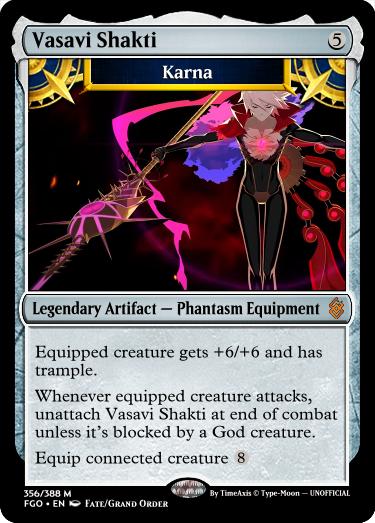 Vasavi Shakti 5
Karna
Legendary Artifact — Phantasm Equipment
Equipped creature gets +6/+6 and has
trample.
Whenever equipped creature attacks,
unattach Vasavi Shakti at end of combat
unless it's blocked by a God creature.
Equip connected creature 8
356/388 M
FGO • EN Fate/Grand Order
By TimeAxis © Type-Moon — UNOFFICIAL